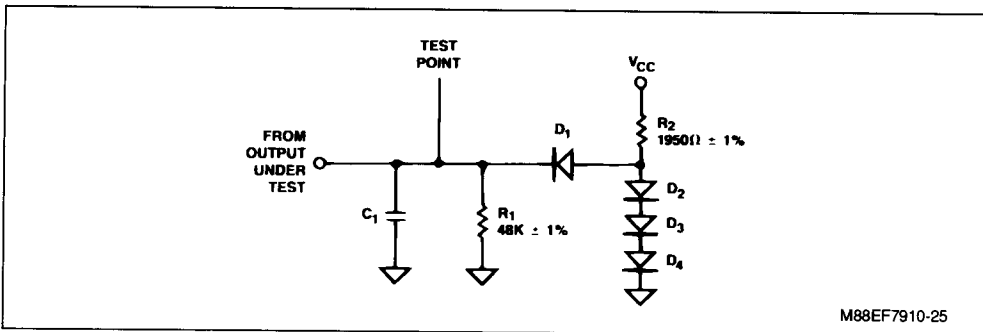 TEST
POINT
VCC
R2
1950Ω ± 1%
D1
FROM
OUTPUT
UNDER
TEST
D2
C1
R1
48K ± 1%
D3
D4
M88EF7910-25